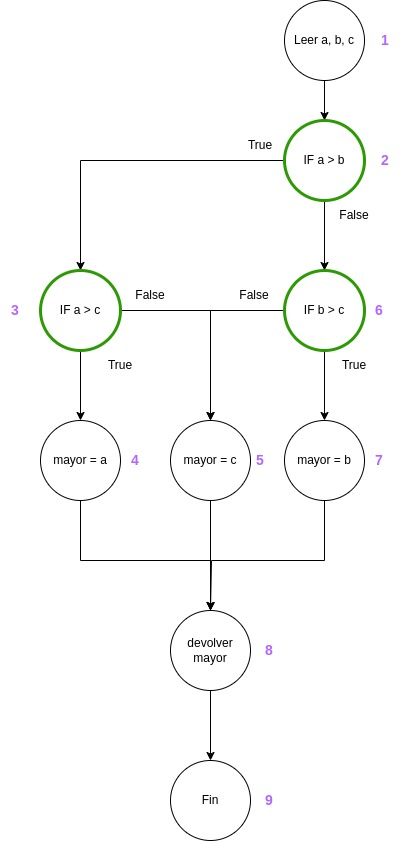 Leer a, b, c
1
True
IF a > b
2
False
3
IF a > c
False
False
IF b > c
6
True
True
mayor = a
4
mayor = c
5
mayor = b
7
devolver
mayor
8
Fin
9